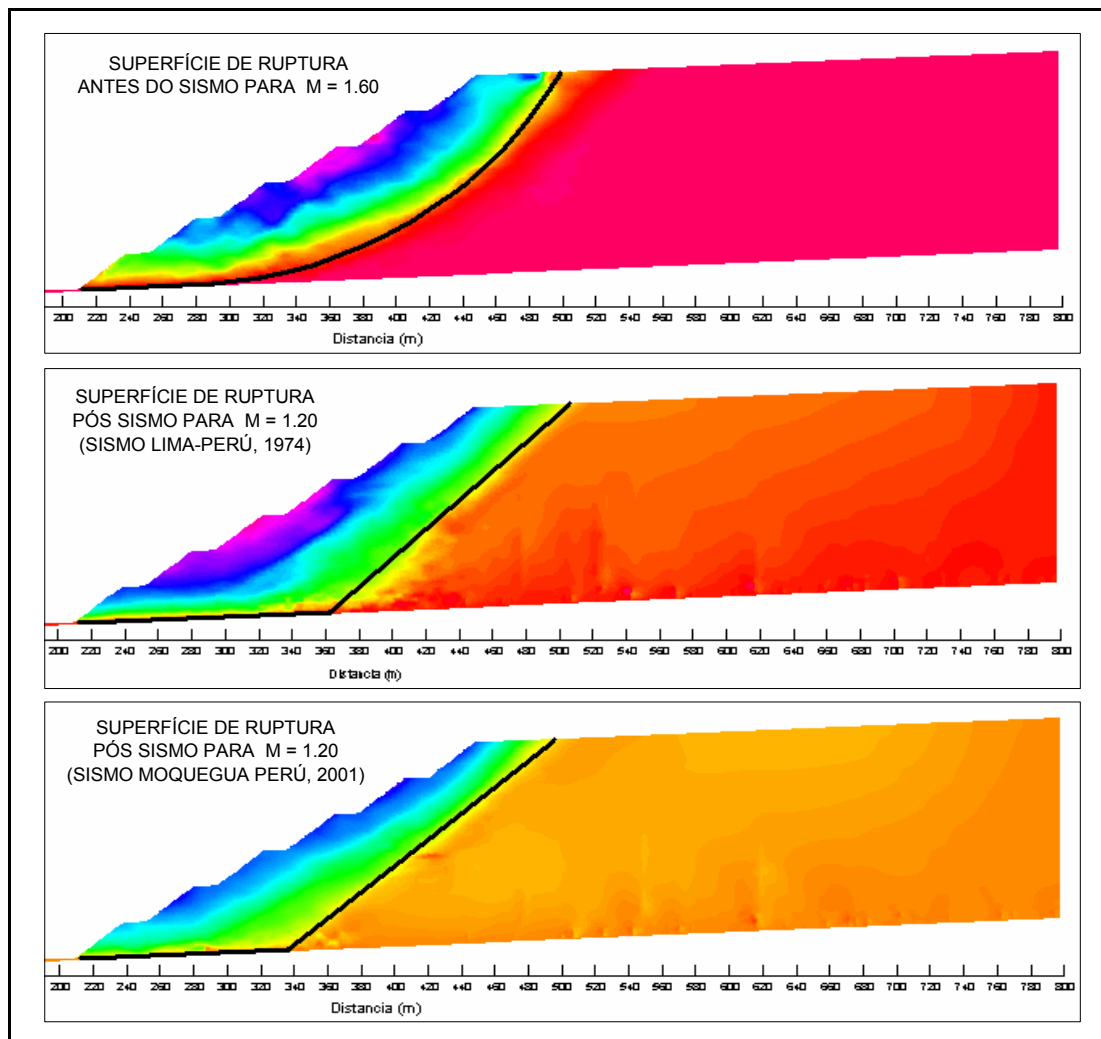 SUPERFÍCIE DE RUPTURA
ANTES DO SISMO PARA M = 1.60
200 220 240 260 280 300 320 340 360 380 400 420 440 460 480 500 520 540 560 580 600 620 640 660 680 700 720 740 760 780 800
Distancia (m)
SUPERFÍCIE DE RUPTURA
PÓS SISMO PARA M = 1.20
(SISMO LIMA-PERÚ, 1974)
200 220 240 260 280 300 320 340 360 380 400 420 440 460 480 500 520 540 560 580 600 620 640 660 680 700 720 740 760 780 800
Distancia (m)
SUPERFÍCIE DE RUPTURA
PÓS SISMO PARA M = 1.20
(SISMO MOQUEGUA PERÚ, 2001)
200 220 240 260 280 300 320 340 360 380 400 420 440 460 480 500 520 540 560 580 600 620 640 660 680 700 720 740 760 780 800
Distancia (m)